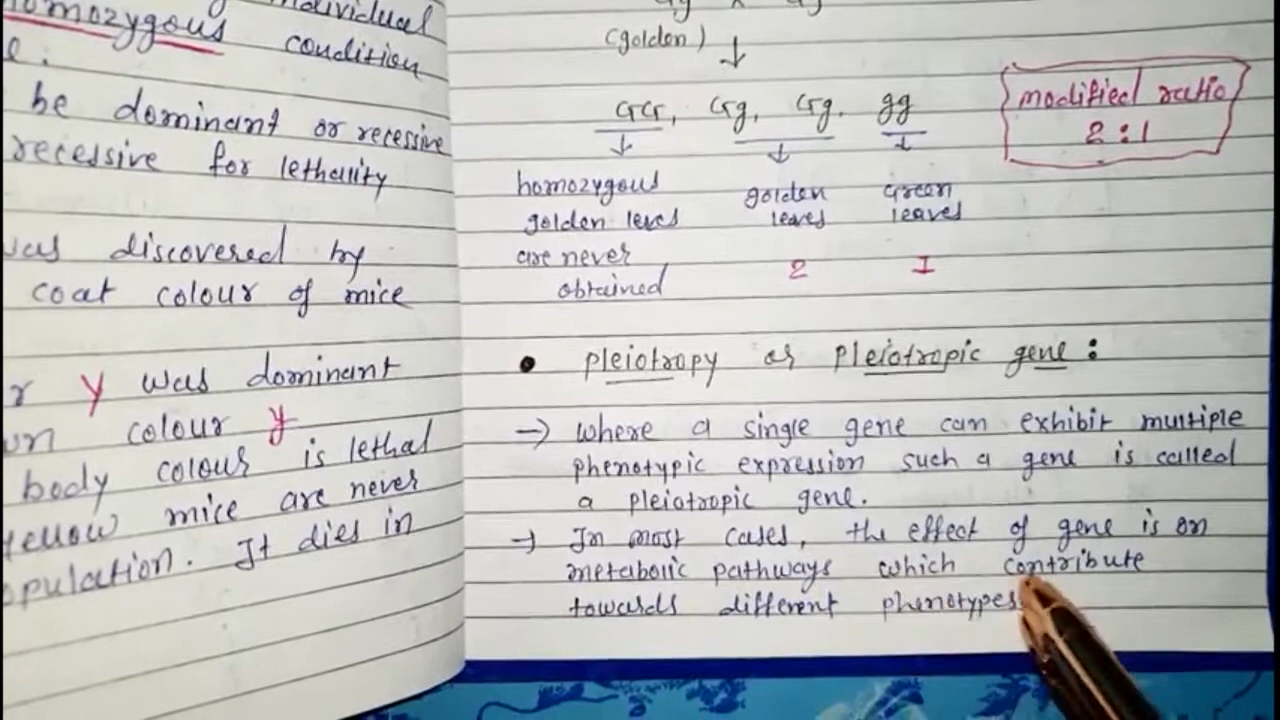 homozygous individual
condition
be dominant or recessive
recessive for lethality
was discovered by
coat colour of mice
y was dominant
colour y
body colour is lethal
yellow mice are never
population. It dies in
(golden)
GG, Gg, Gg. gg
modified ratio
2:1
homozygous golden leaves
golden leves leaves green leaves
are never
obtained
2 1
• pleiotropy or pleiotropic gene:
→ where a single gene can exhibit multiple
phenotypic expression such a gene is called
a pleiotropic gene.
→ In most cases, the effect of gene is on
metabolic pathways which contribute
towards different phenotypes